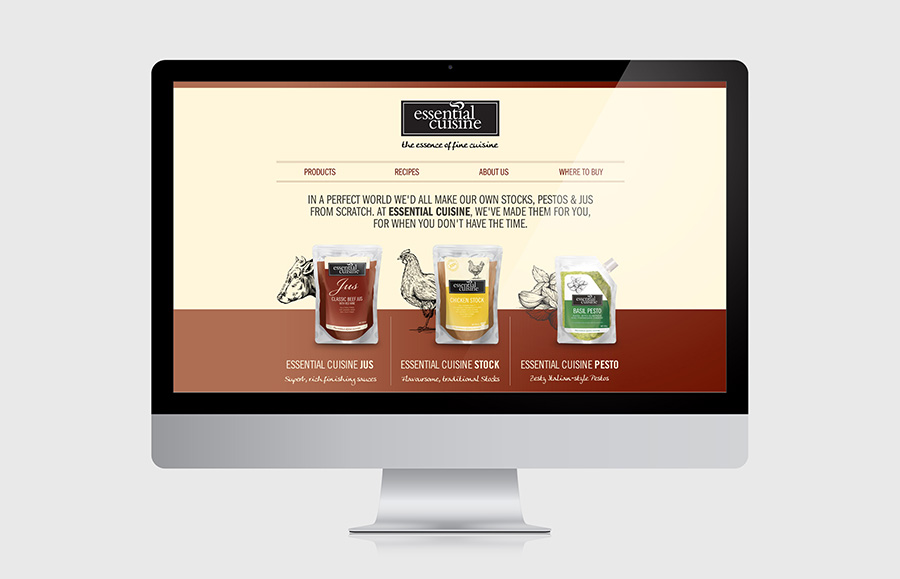 essential
cuisine
the essence of fine cuisine
PRODUCTS RECIPES ABOUT US WHERE TO BUY
IN A PERFECT WORLD WE'D ALL MAKE OUR OWN STOCKS, PESTOS & JUS
FROM SCRATCH. AT ESSENTIAL CUISINE, WE'VE MADE THEM FOR YOU,
FOR WHEN YOU DON'T HAVE THE TIME.
essential
cuisine
Jus
CLASSIC BEEF JUS
essential
cuisine
CHICKEN STOCK
essential
cuisine
BASIL PESTO
ESSENTIAL CUISINE JUS
Superb, rich finishing sauces
ESSENTIAL CUISINE STOCK
Flavoursome, traditional Stocks
ESSENTIAL CUISINE PESTO
Zesty Italian-style Pestos